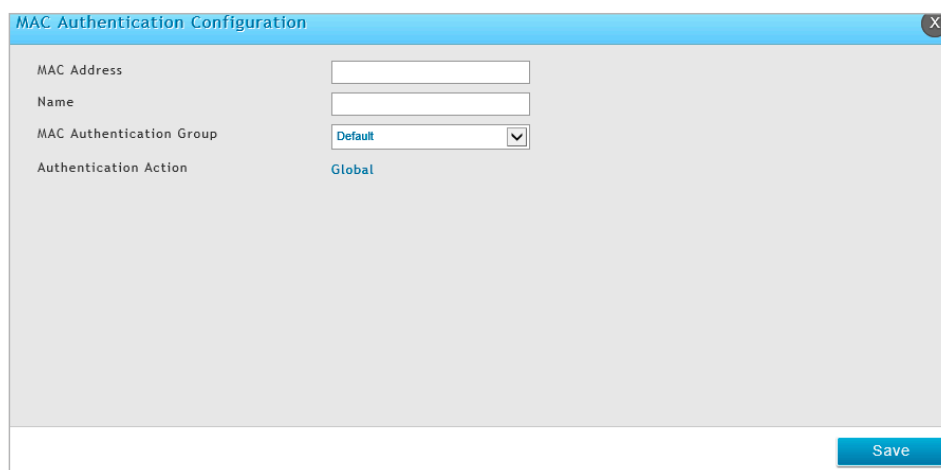 MAC Authentication Configuration
X
MAC Address
Name
MAC Authentication Group
Default
Authentication Action
Global
Save